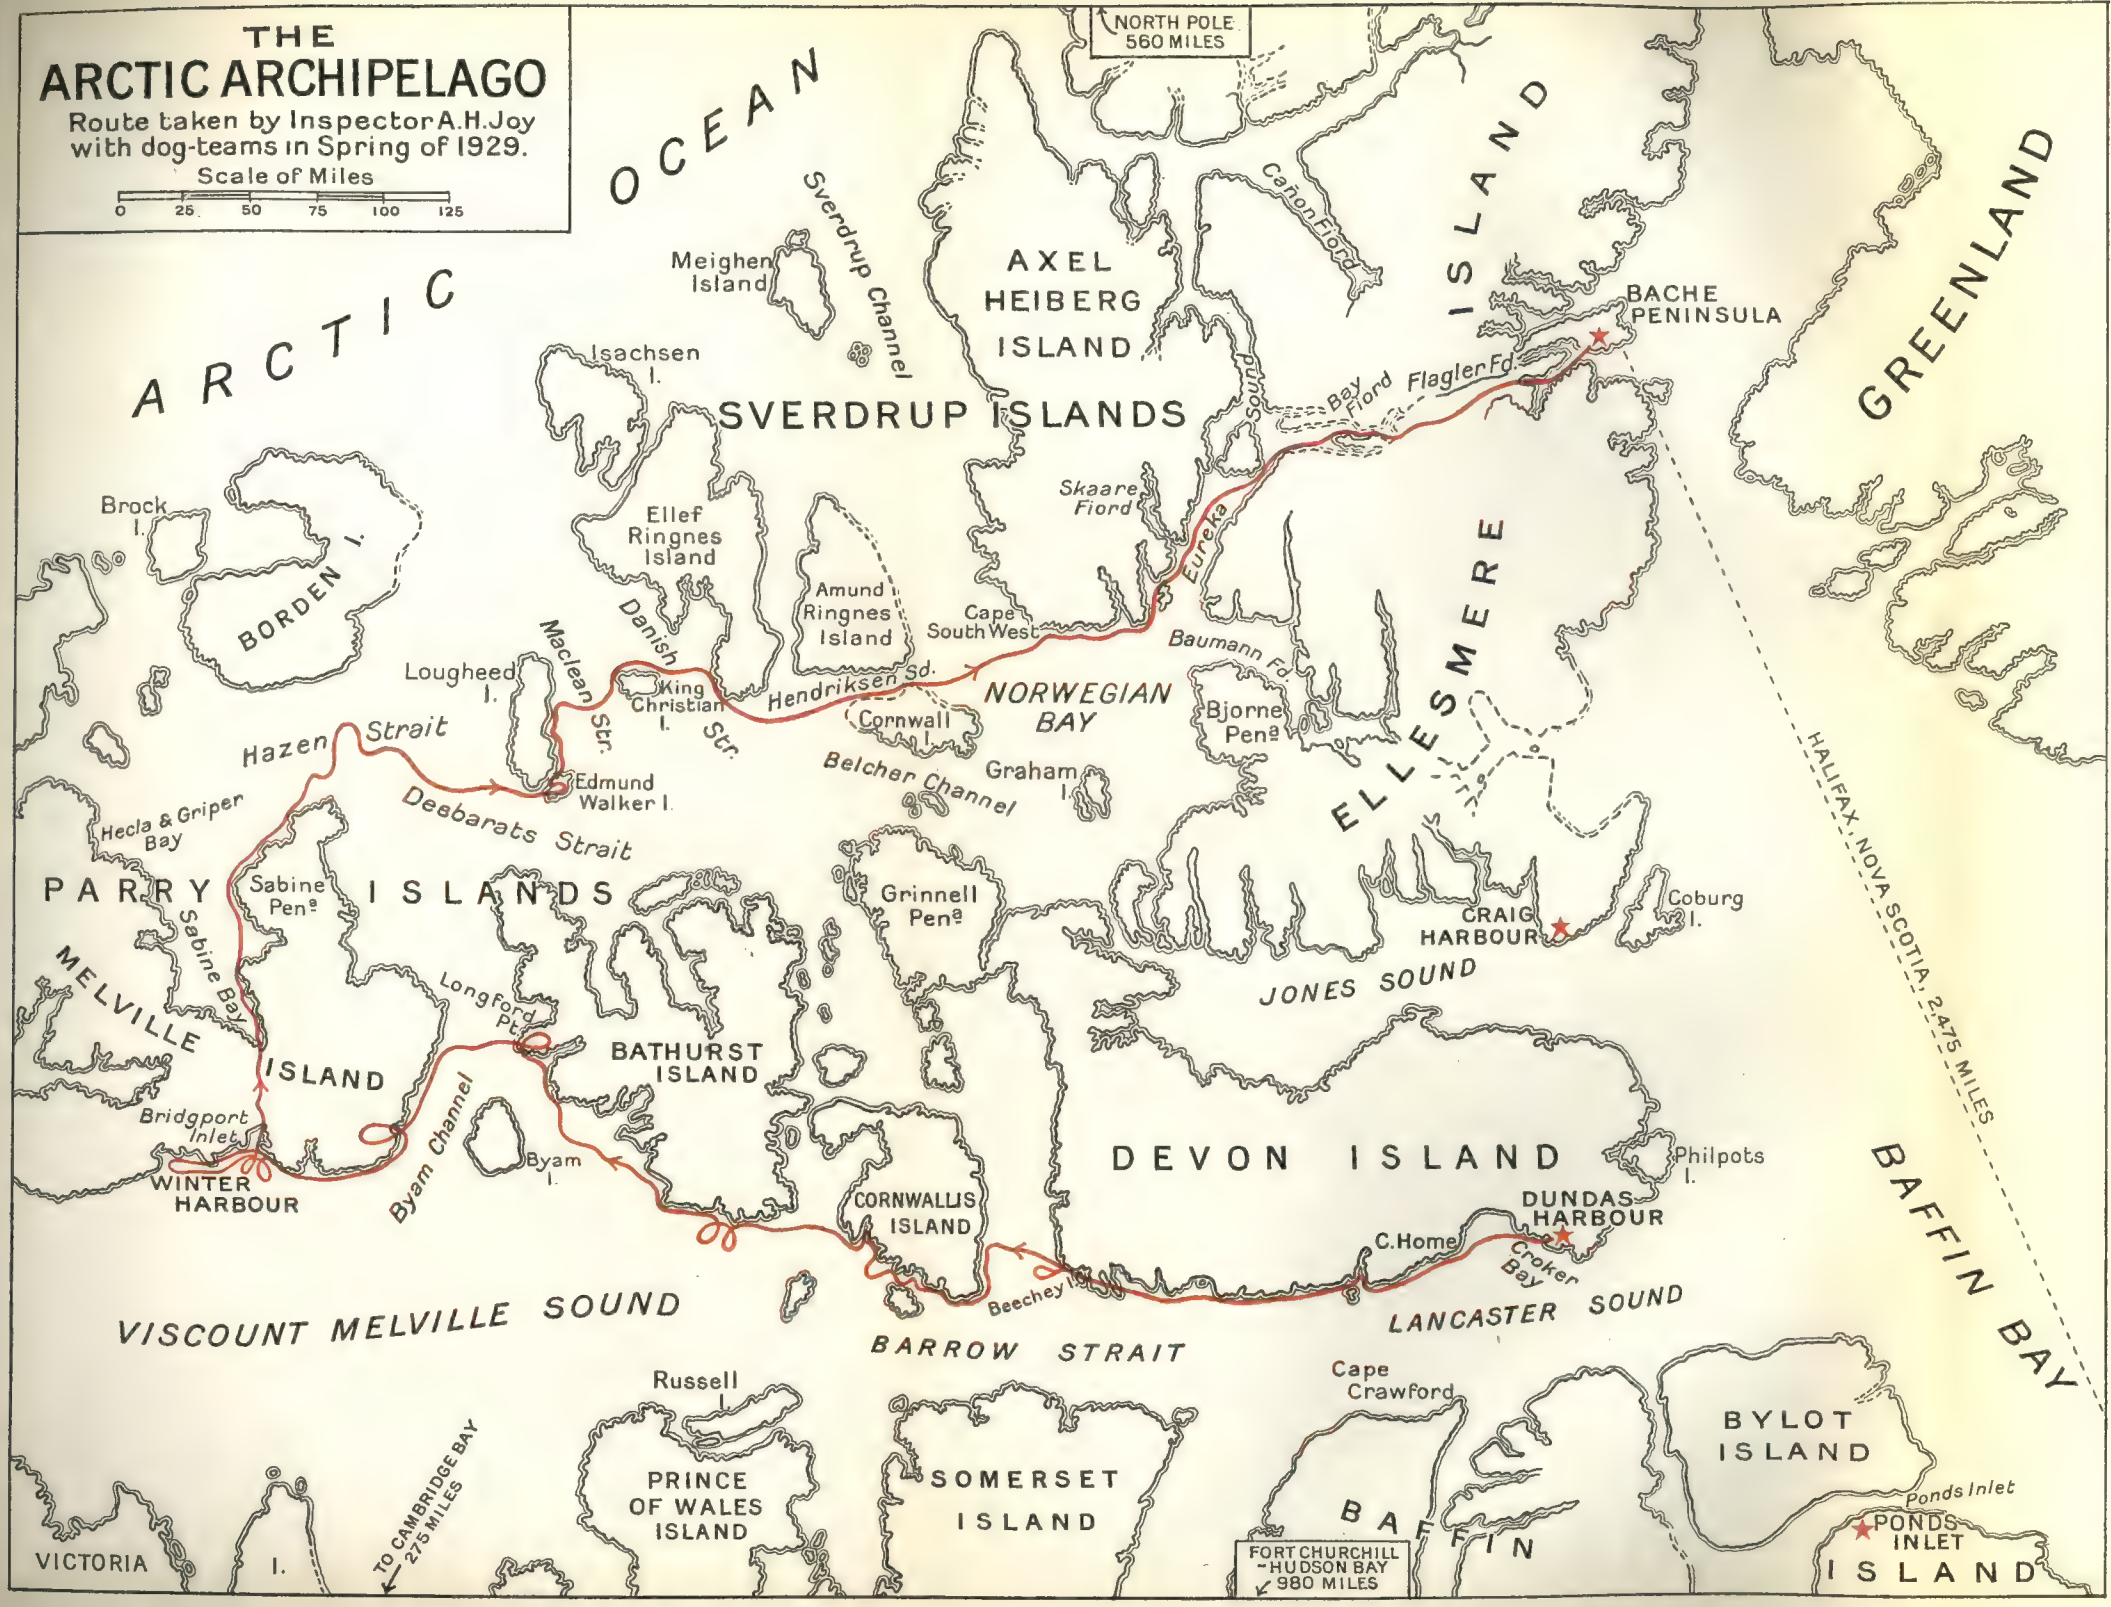 THE
ARCTIC ARCHIPELAGO
Route taken by Inspector A.H.Joy
with dog-teams in Spring of 1929.
Scale of Miles
0 25 50 75 100 125
NORTH POLE
560 MILES
ARCTIC OCEAN
Sverdrup Channel
Meighen
Island
AXEL
HEIBERG
ISLAND
Cañon Fiord
ELLESMERE ISLAND
GREENLAND
BACHE
PENINSULA
Isachsen
I.
SVERDRUP ISLANDS
Bay
Fiord
Flagler Fd.
Eureka Sound
Skaare
Fiord
Brock
I.
BORDEN I.
Ellef
Ringnes
Island
Amund
Ringnes
Island
Cape
South West
Danish Str.
Maclean Str.
Lougheed
I.
King
Christian
I.
Hendriksen Sd.
NORWEGIAN
BAY
Baumann Fd.
Bjorne
Penª
Cornwall
I.
Belcher Channel
Graham
I.
Hazen Strait
Edmund
Walker I.
Desbarats Strait
Hecla & Griper
Bay
PARRY ISLANDS
Sabine
Penª
Sabine Bay
Grinnell
Penª
CRAIG
HARBOUR
Coburg
I.
JONES SOUND
HALIFAX, NOVA SCOTIA, 2,475 MILES
MELVILLE
ISLAND
Longford
Pt.
BATHURST
ISLAND
Bridgport
Inlet
WINTER
HARBOUR
Byam Channel
Byam
I.
DEVON ISLAND
Philpots
I.
CORNWALLIS
ISLAND
DUNDAS
HARBOUR
C.Home
Croker
Bay
Beechey I.
BAFFIN BAY
VISCOUNT MELVILLE SOUND
LANCASTER SOUND
BARROW STRAIT
Russell
I.
Cape
Crawford
BYLOT
ISLAND
PRINCE
OF WALES
ISLAND
SOMERSET
ISLAND
TO CAMBRIDGE BAY
275 MILES
VICTORIA I.
Ponds Inlet
PONDS
INLET
BAFFIN ISLAND
FORT CHURCHILL
-HUDSON BAY
980 MILES